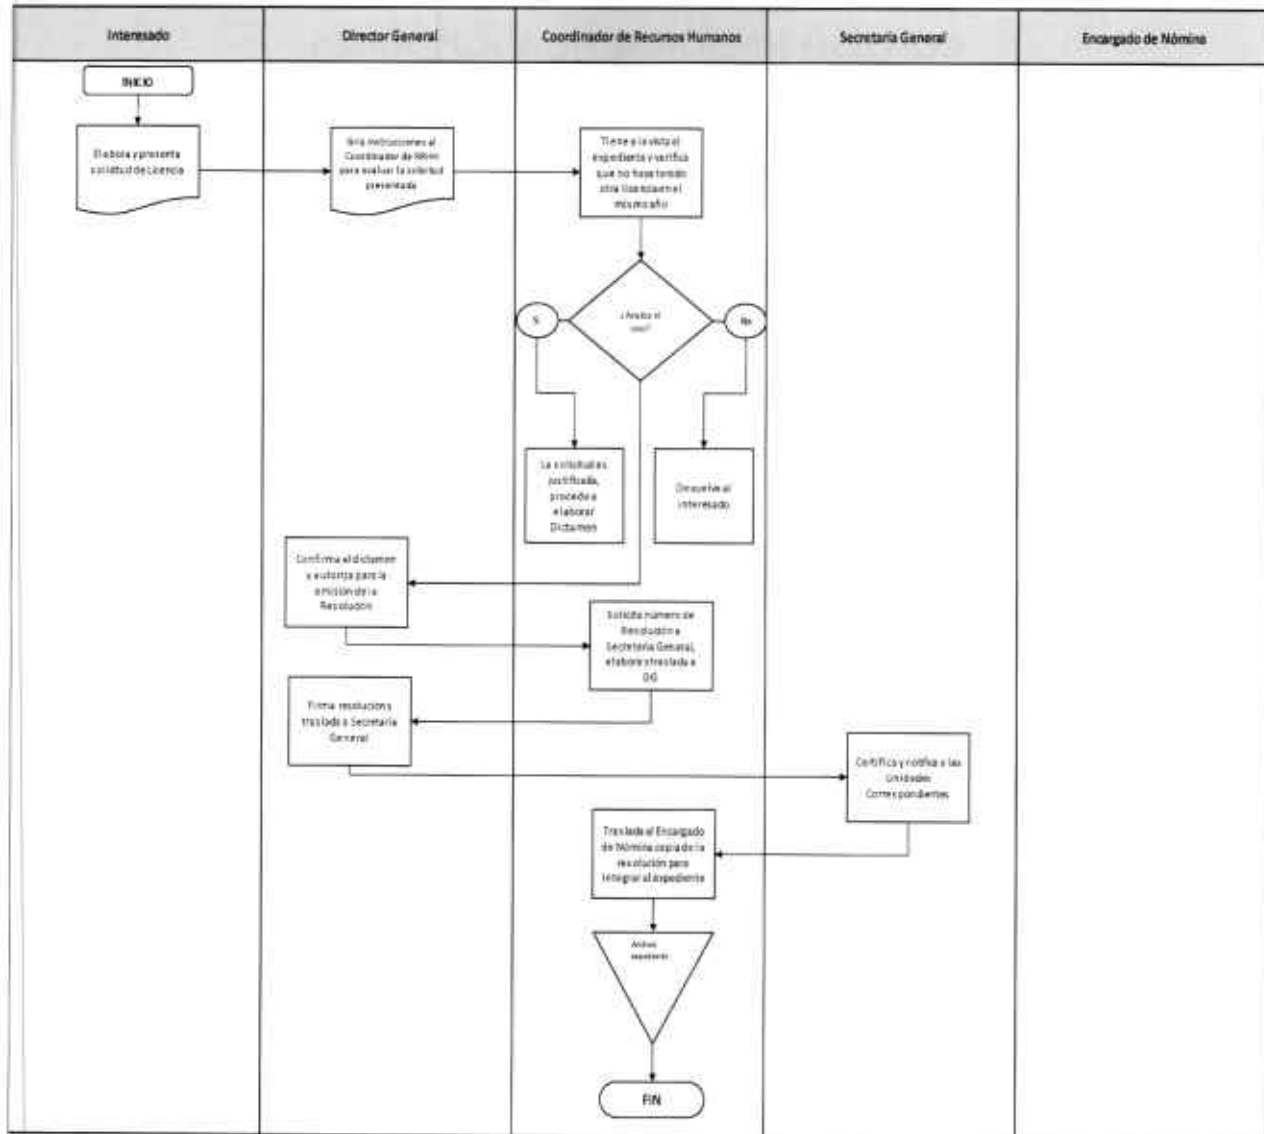 Interesado
Director General
Coordinador de Recursos Humanos
Secretaria General
Encargado de Nómina
INICIO
Elabora y presenta
solicitud de Licencia
Gira instrucciones al
Coordinador de RRHH
para evaluar la solicitud
presentada
Tiene a la vista el
expediente y verifica
que no haya tenido
otra licencia en el
mismo año
¿Analiza el
caso?
No
La solicitud es
justificada,
procede a
elaborar
Dictamen
Devuelve al
interesado
Confirma el dictamen
y autoriza para la
emisión de la
Resolución
Solicita número de
Resolución a
Secretaría General,
elabora y traslada a
DG
Firma resolución y
traslada a Secretaría
General
Certifica y notifica a las
Unidades
Correspondientes
Traslada al Encargado
de Nómina copia de la
resolución para
integrar al expediente
Archiva
expediente
FIN